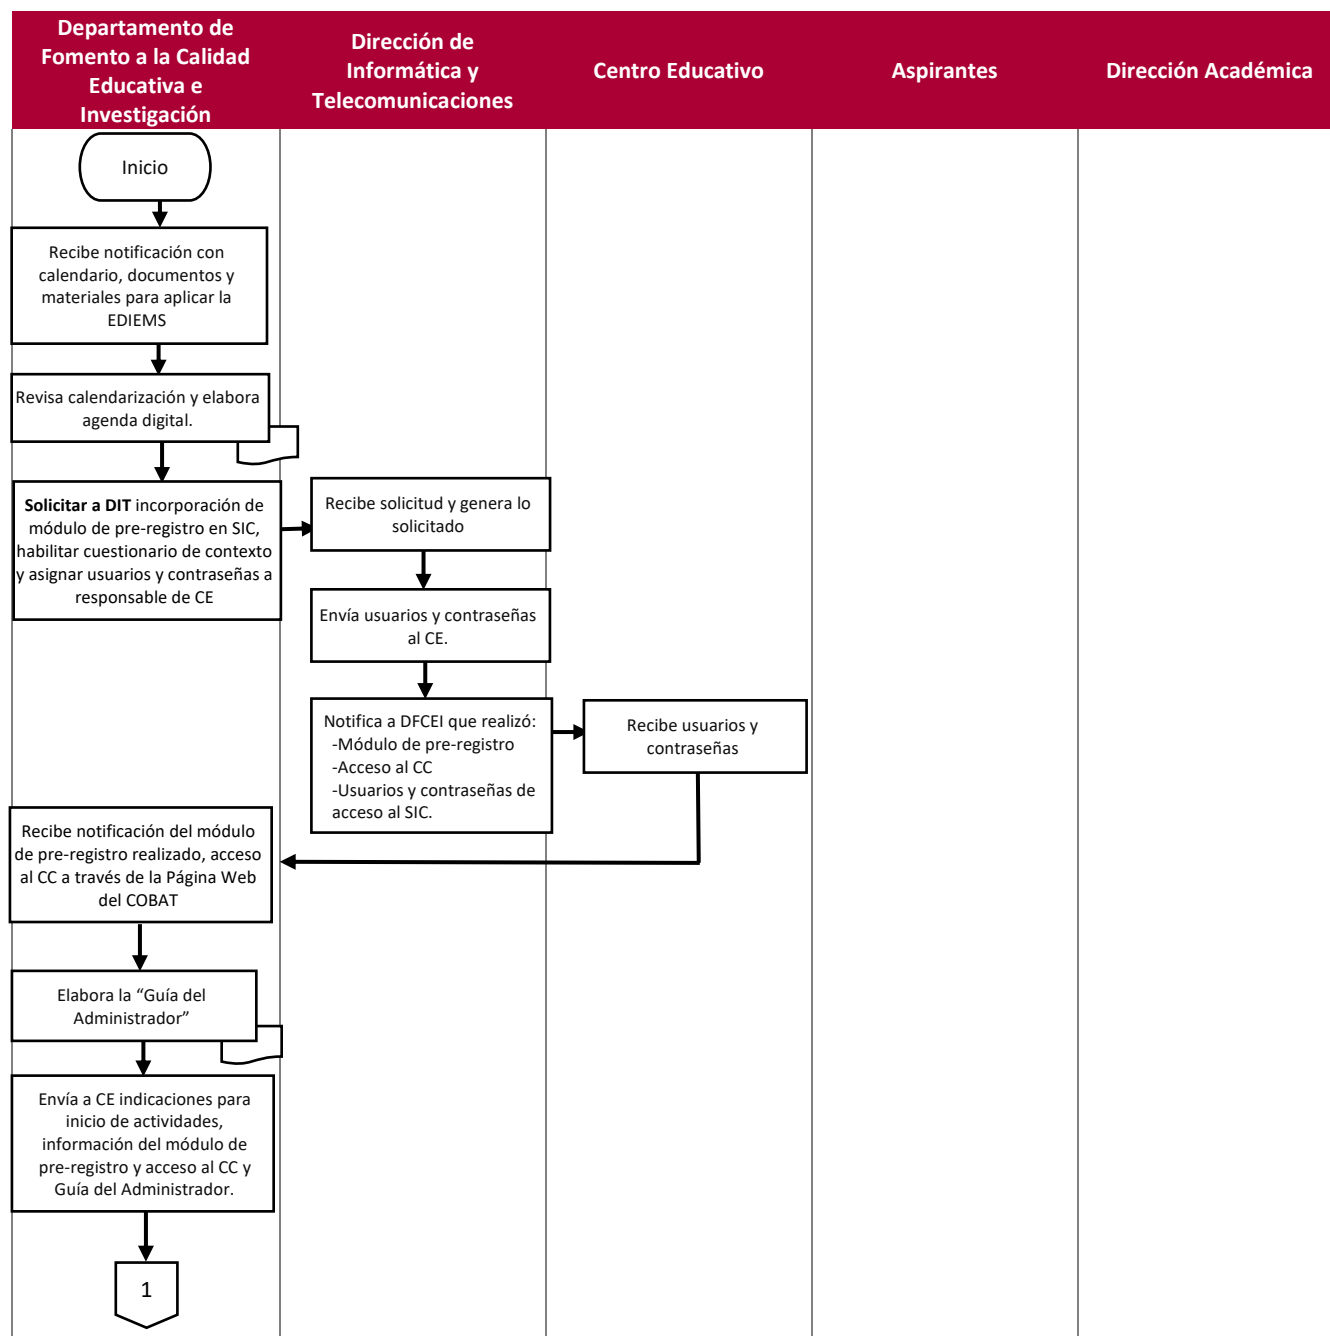 Departamento de
Fomento a la Calidad
Educativa e
Investigación
Dirección de
Informática y
Telecomunicaciones
Centro Educativo
Aspirantes
Dirección Académica
Inicio
Recibe notificación con
calendario, documentos y
materiales para aplicar la
EDIEMS
Revisa calendarización y elabora
agenda digital.
Solicitar a DIT incorporación de
módulo de pre-registro en SIC,
habilitar cuestionario de contexto
y asignar usuarios y contraseñas a
responsable de CE
Recibe solicitud y genera lo
solicitado
Envía usuarios y contraseñas
al CE.
Notifica a DFCEI que realizó:
-Módulo de pre-registro
-Acceso al CC
-Usuarios y contraseñas de
acceso al SIC.
Recibe usuarios y
contraseñas
Recibe notificación del módulo
de pre-registro realizado, acceso
al CC a través de la Página Web
del COBAT
Elabora la “Guía del
Administrador”
Envía a CE indicaciones para
inicio de actividades,
información del módulo de
pre-registro y acceso al CC y
Guía del Administrador.
1